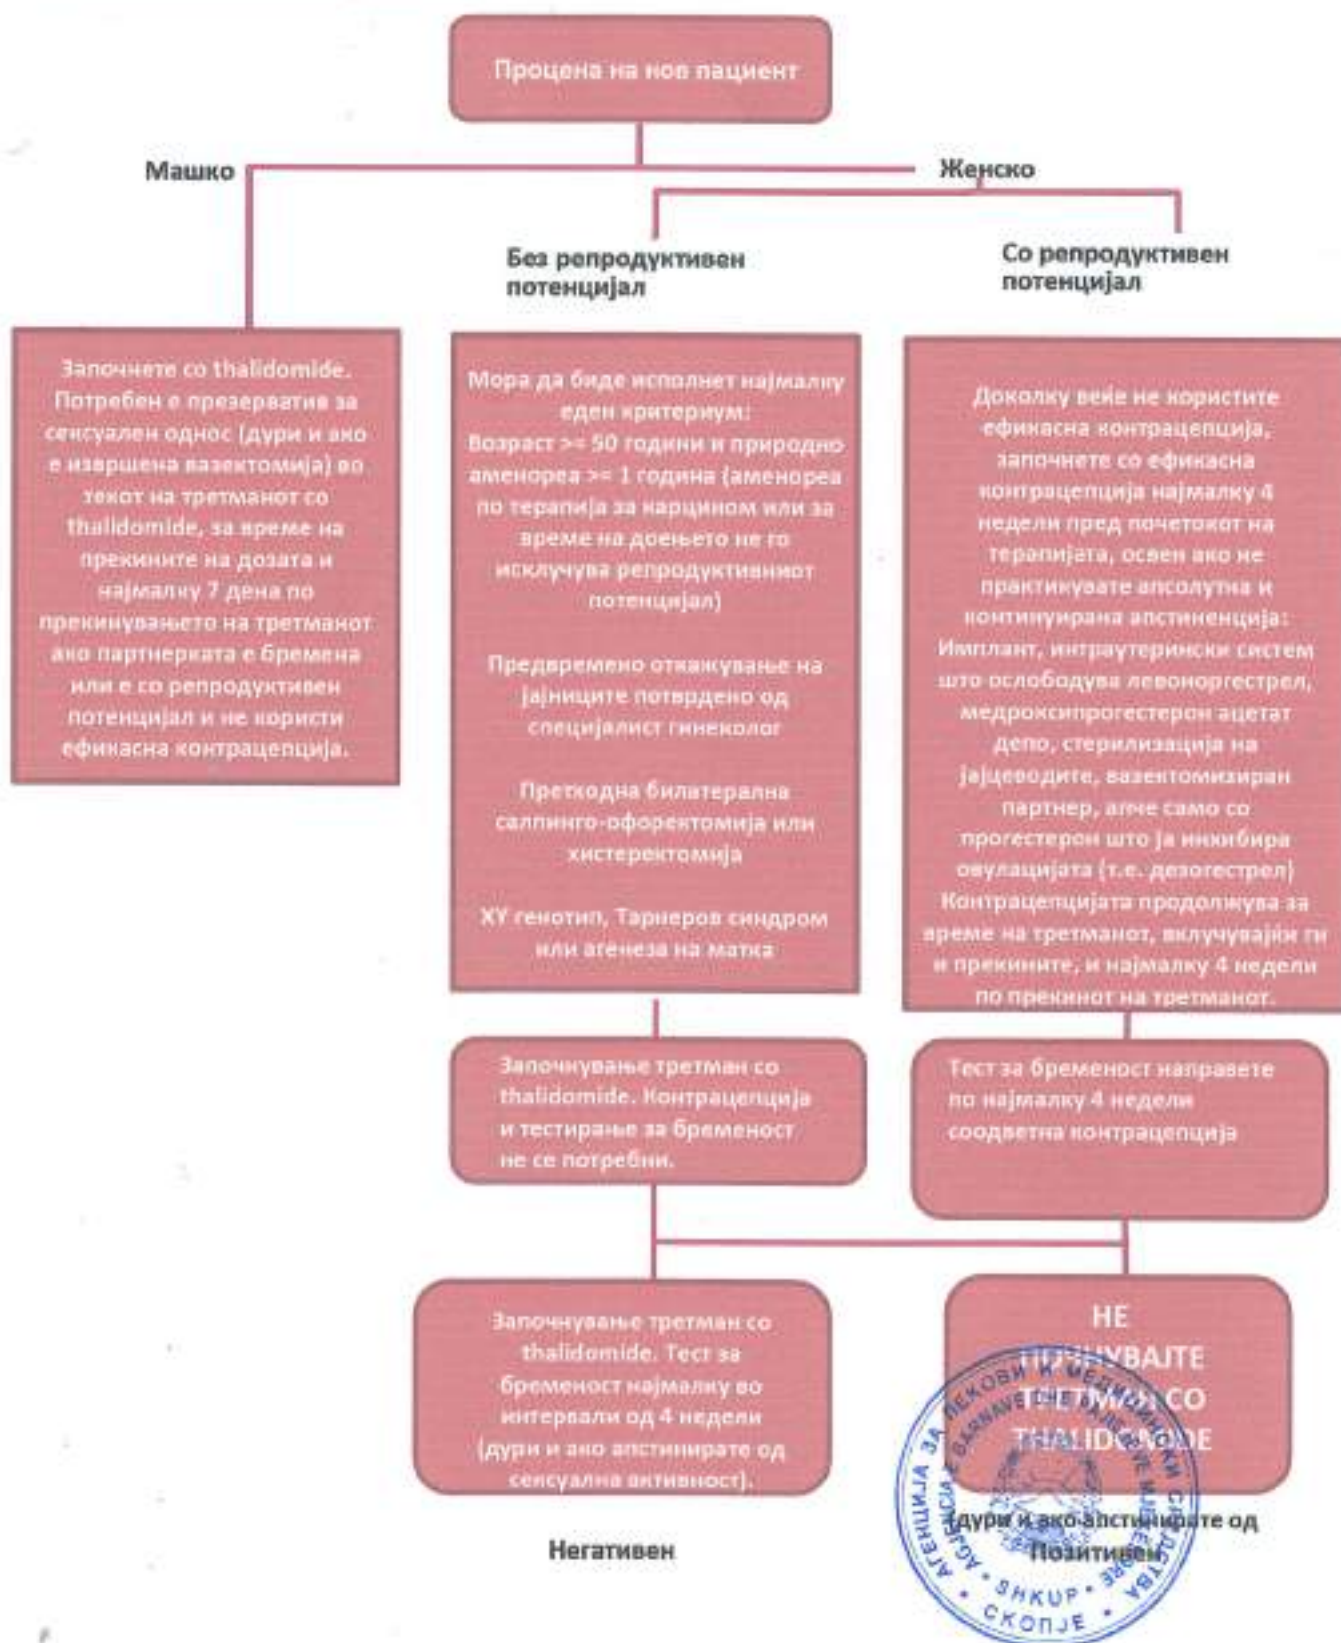 Процена на нов пациент
Машко
Женско
Без репродуктивен
потенцијал
Со репродуктивен
потенцијал
Започнете со thalidomide.
Потребен е презерватив за
сексуален однос (дури и ако
е извршена вазектомија) во
текот на третманот со
thalidomide, за време на
прекините на дозата и
најмалку 7 дена по
прекинувањето на третманот
ако партнерката е бремена
или е со репродуктивен
потенцијал и не користи
ефикасна контрацепција.
Мора да биде исполнет најмалку
еден критериум:
Возраст >= 50 години и природно
аменореа >= 1 година (аменореа
по терапија за карцином или за
време на доењето не го
исклучува репродуктивниот
потенцијал)
Предвремено откажување на
јајниците потврдено од
специјалист гинеколог
Претходна билатерална
салпинго-офоректомија или
хистеректомија
XY генотип, Тарнеров синдром
или агенеза на матка
Доколку веќе не користите
ефикасна контрацепција,
започнете со ефикасна
контрацепција најмалку 4
недели пред почетокот на
терапијата, освен ако не
практикувате апсолутна и
континуирана апстиненција:
Имплант, интраутерински систем
што ослободува левоноргестрел,
медроксипрогестерон ацетат
депо, стерилизација на
јајцеводите, вазектомизиран
партнер, апче само со
прогестерон што ја инхибира
овулацијата (т.е. дезогестрел)
Контрацепцијата продолжува за
време на третманот, вклучувајќи ги
и прекините, и најмалку 4 недели
по прекинот на третманот.
Започнување третман со
thalidomide. Контрацепција
и тестирање за бременост
не се потребни.
Тест за бременост направете
по најмалку 4 недели
соодветна контрацепција
Започнување третман со
thalidomide. Тест за
бременост најмалку во
интервали од 4 недели
(дури и ако апстинирате од
сексуална активност).
НЕ
ПОЧНУВАЈТЕ
ТРЕТМАН СО
THALIDOMIDE
(дури и ако апстинирате од
Негативен
Позитивен
АГЕНЦИЈА ЗА ЛЕКОВИ И МЕДИЦИНСКИ СРЕДСТВА
СКОПЈЕ
SHKUP